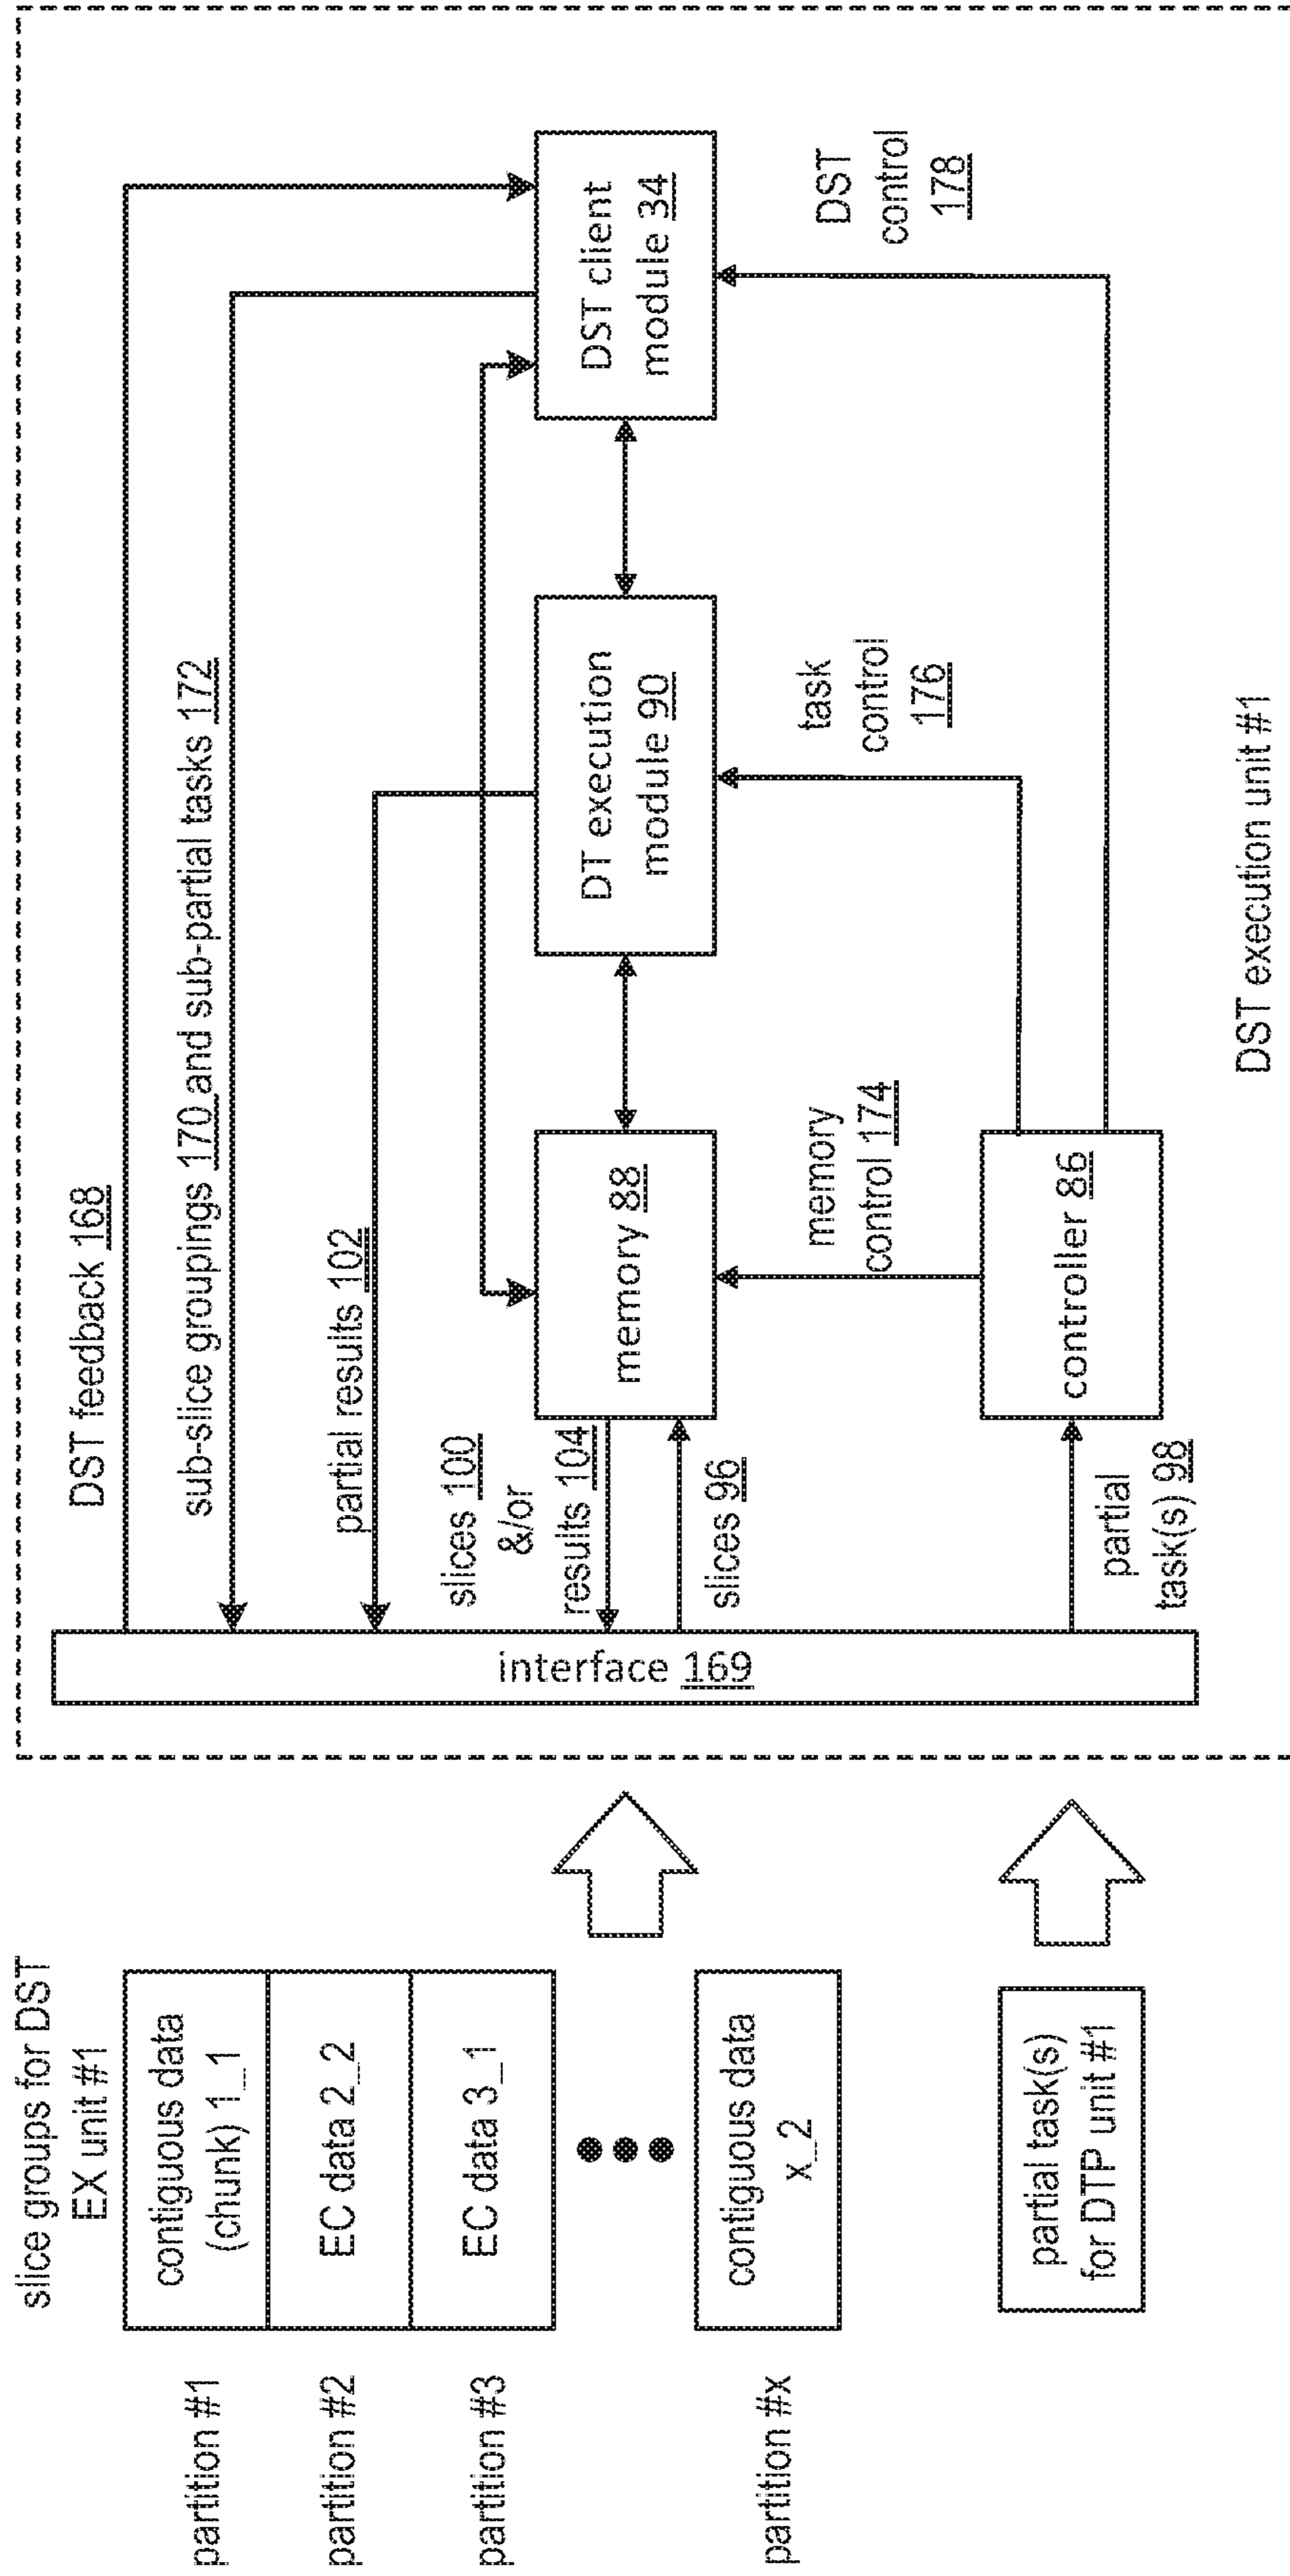 slice groups for DST
EX unit #1
partition #1
contiguous data
(chunk) 1_1
partition #2
EC data 2_2
partition #3
EC data 3_1
partition #x
contiguous data
x_2
partial task(s)
for DTP unit #1
interface 169
DST feedback 168
sub-slice groupings 170 and sub-partial tasks 172
partial results 102
slices 100
&/or
results 104
slices 96
partial
task(s) 98
memory 88
DT execution
module 90
DST client
module 34
memory
control 174
task
control
176
DST
control
178
controller 86
DST execution unit #1